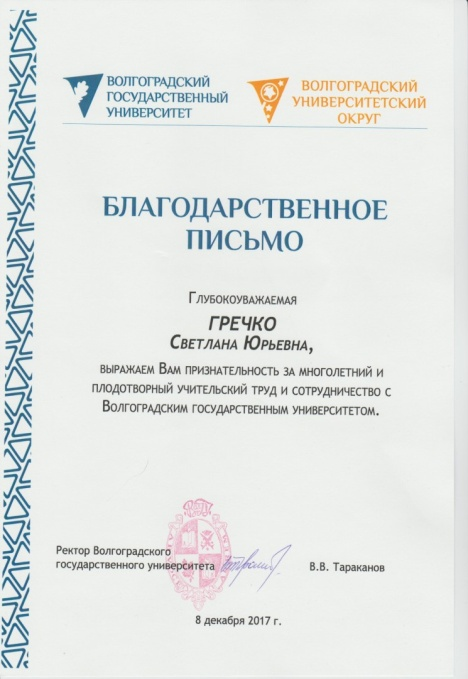 ВОЛГОГРАДСКИЙ
ГОСУДАРСТВЕННЫЙ
УНИВЕРСИТЕТ
ВОЛГОГРАДСКИЙ
УНИВЕРСИТЕТСКИЙ
ОКРУГ
БЛАГОДАРСТВЕННОЕ
ПИСЬМО
Глубокоуважаемая
ГРЕЧКО
Светлана Юрьевна,
выражаем Вам признательность за многолетний и
плодотворный учительский труд и сотрудничество с
Волгоградским государственным университетом.
Ректор Волгоградского
государственного университета
В.В. Тараканов
8 декабря 2017 г.